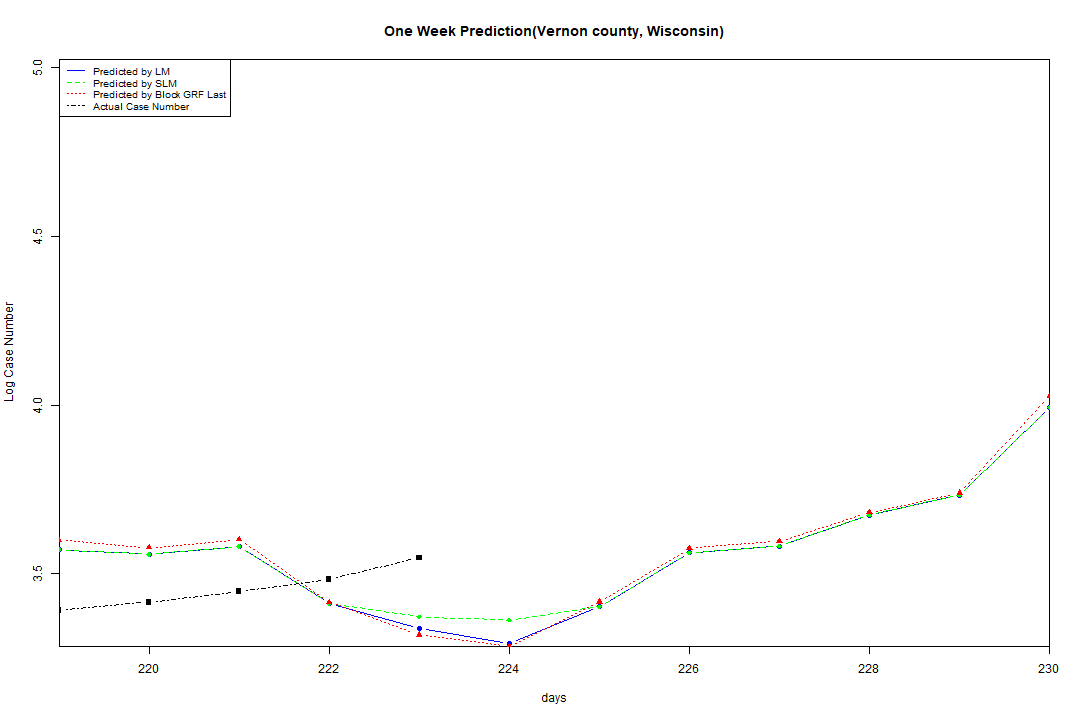 One Week Prediction(Vernon county, Wisconsin)
Predicted by LM
Predicted by SLM
Predicted by Block GRF Last
Actual Case Number
5.0
4.5
4.0
3.5
Log Case Number
220 222 224 226 228 230
days